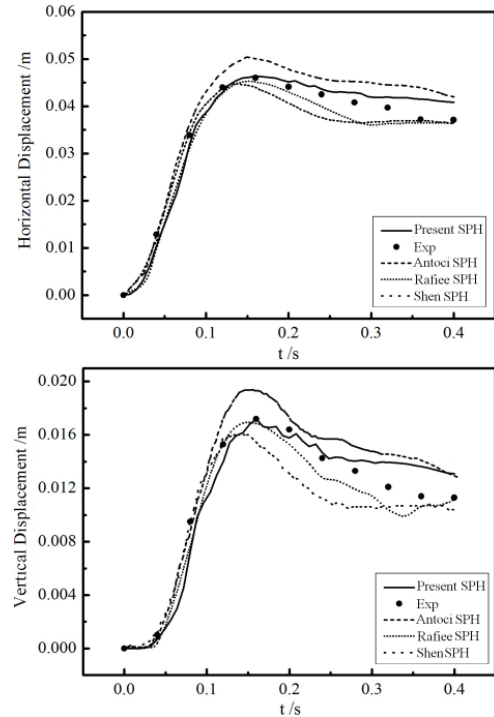 0.06
0.05
0.04
0.03
0.02
0.01
0.00
Horizontal Displacement /m
Present SPH
Exp
Antoci SPH
Rafiee SPH
Shen SPH
0.0 0.1 0.2 0.3 0.4
t /s
0.020
0.016
0.012
0.008
0.004
0.000
Vertical Displacement /m
Present SPH
Exp
Antoci SPH
Rafiee SPH
Shen SPH
0.0 0.1 0.2 0.3 0.4
t /s